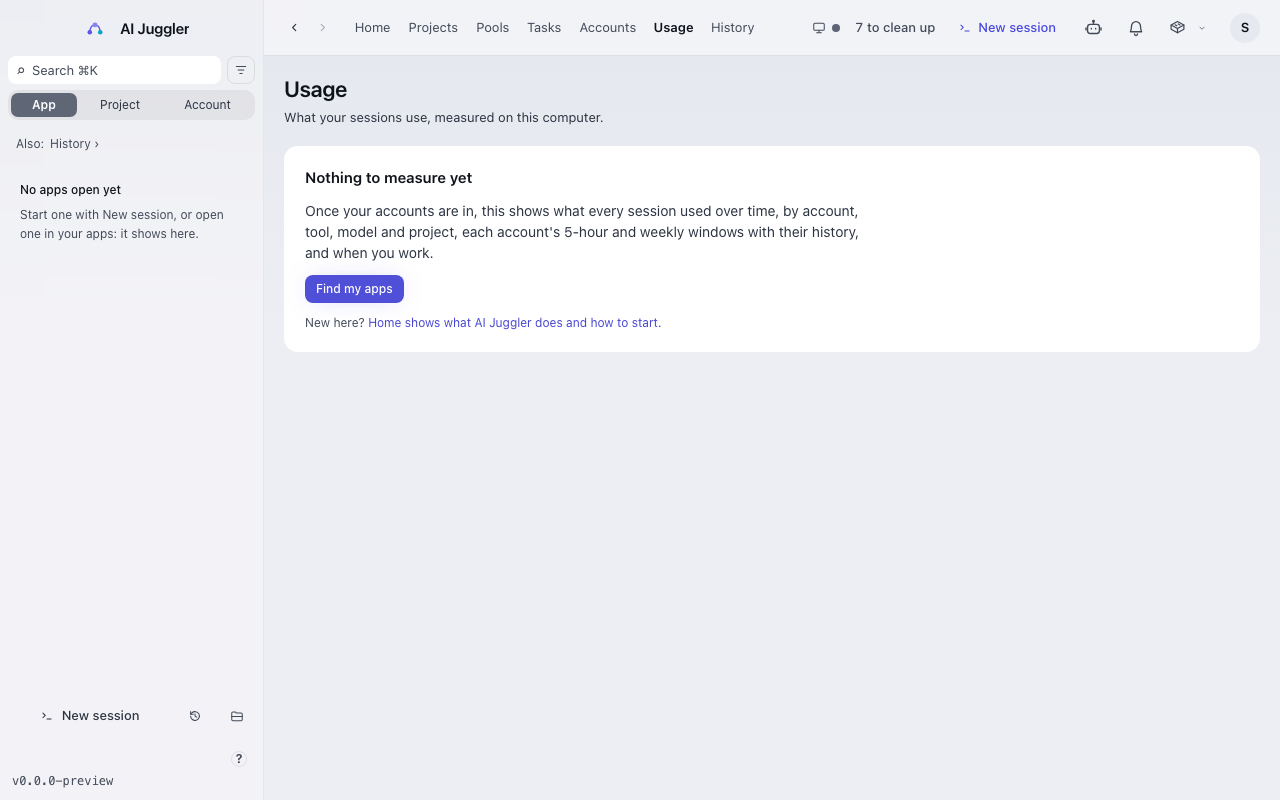 AI Juggler
Search ⌘K
App
Project
Account
Also: History ›
No apps open yet
Start one with New session, or open
one in your apps: it shows here.
New session
?
v0.0.0-preview
Home
Projects
Pools
Tasks
Accounts
Usage
History
7 to clean up
New session
S
Usage
What your sessions use, measured on this computer.
Nothing to measure yet
Once your accounts are in, this shows what every session used over time, by account,
tool, model and project, each account's 5-hour and weekly windows with their history,
and when you work.
Find my apps
New here? Home shows what AI Juggler does and how to start.